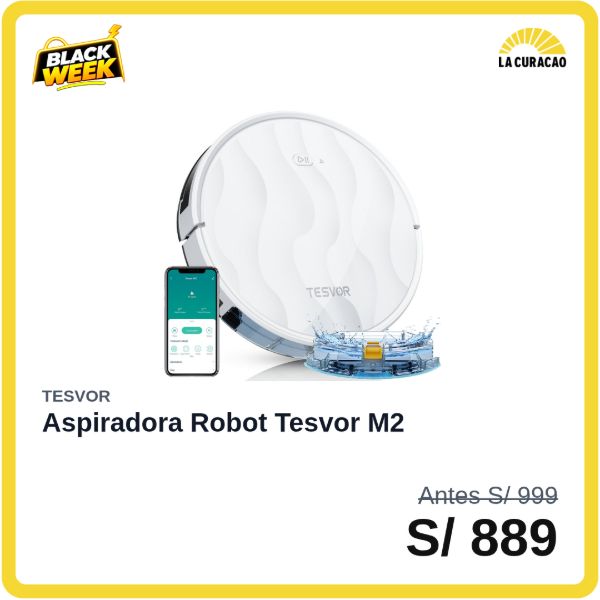 BLACK
WEEK
LA CURACAO
TESVOR
TESVOR
Aspiradora Robot Tesvor M2
Antes S/ 999
S/ 889